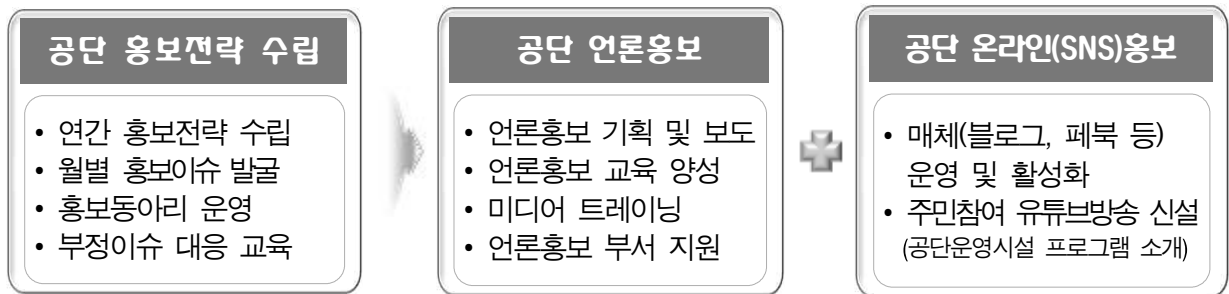 공단 홍보전략 수립
• 연간 홍보전략 수립
• 월별 홍보이슈 발굴
• 홍보동아리 운영
• 부정이슈 대응 교육
공단 언론홍보
• 언론홍보 기획 및 보도
• 언론홍보 교육 양성
• 미디어 트레이닝
• 언론홍보 부서 지원
공단 온라인(SNS)홍보
• 매체(블로그, 페북 등)
운영 및 활성화
• 주민참여 유튜브방송 신설
(공단운영시설 프로그램 소개)